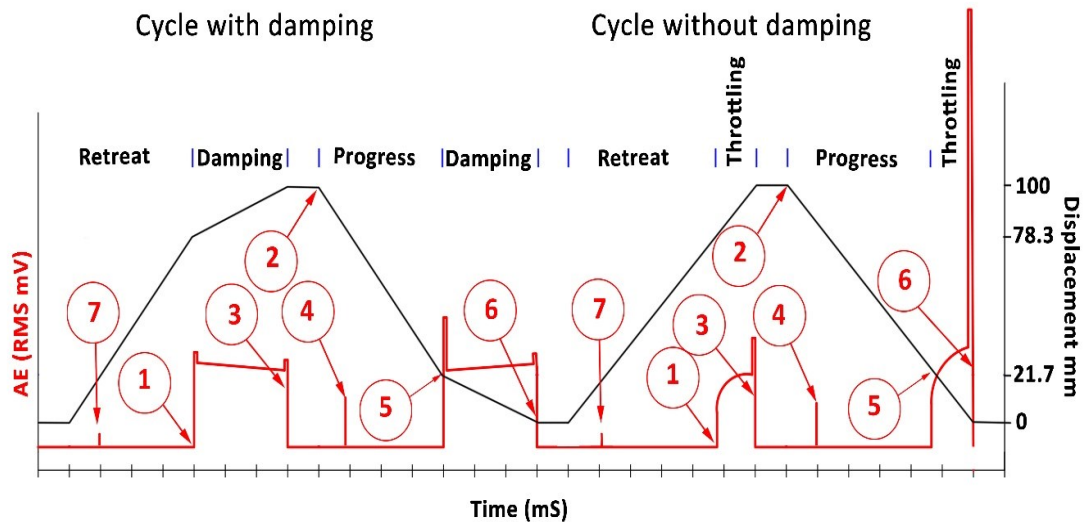 Cycle with damping
Cycle without damping
Retreat
Damping
Progress
Damping
Retreat
Throttling
Progress
Throttling
AE (RMS mV)
Displacement mm
100
78.3
21.7
0
7
1
3
2
4
5
6
7
1
3
2
4
5
6
Time (mS)